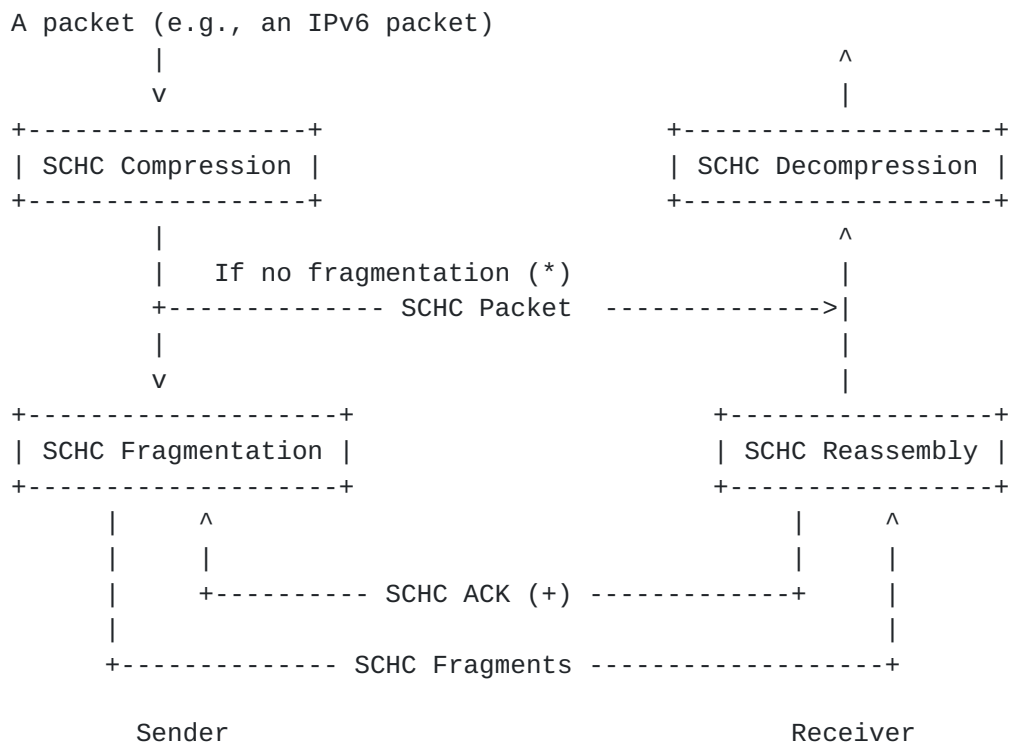 A packet (e.g., an IPv6 packet)
         |                                            ^
         v                                            |
+------------------+                      +--------------------+
| SCHC Compression |                      | SCHC Decompression |
+------------------+                      +--------------------+
         |                                            ^
         |   If no fragmentation (*)                  |
         +-------------- SCHC Packet  -------------->|
         |                                            |
         v                                            |
+--------------------+                       +-----------------+
| SCHC Fragmentation |                       | SCHC Reassembly |
+--------------------+                       +-----------------+
      |     ^                                     |     ^
      |     |                                     |     |
      |     +---------- SCHC ACK (+) -------------+     |
      |                                                 |
      +-------------- SCHC Fragments -------------------+
        Sender                                    Receiver